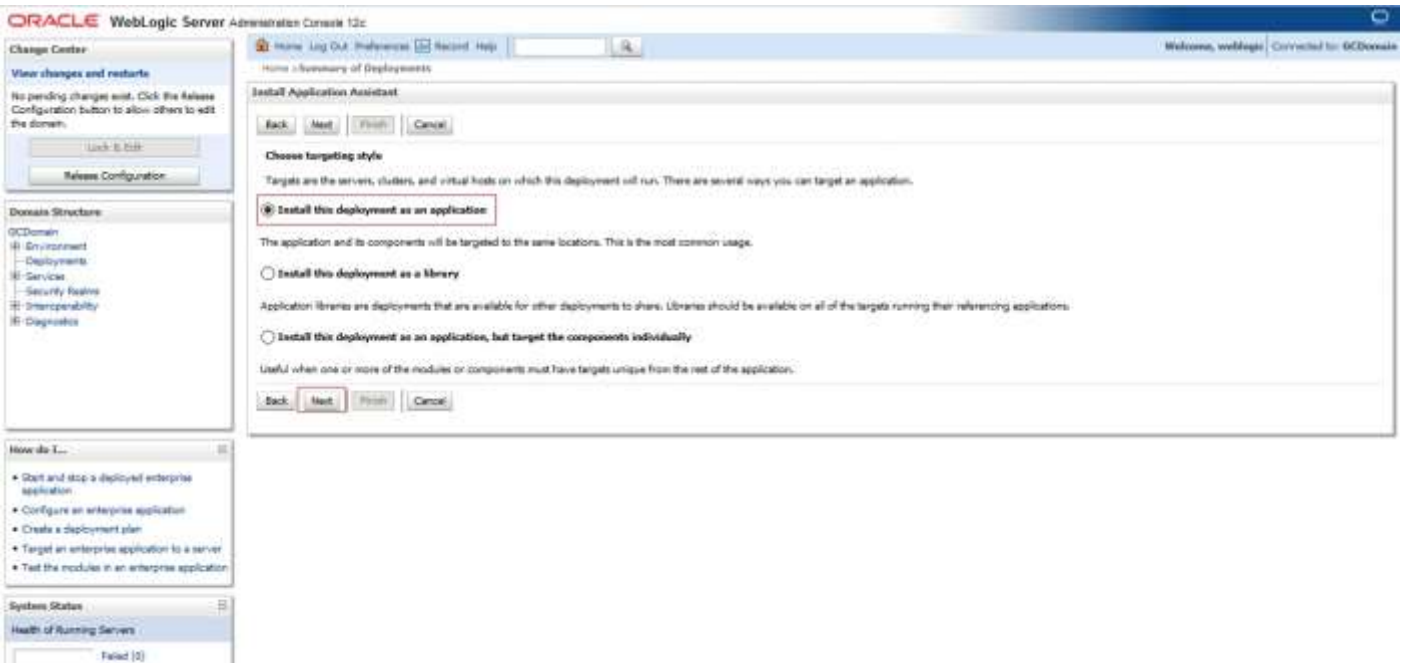 ORACLE WebLogic Server Administration Console 12c
Change Center
View changes and restarts
No pending changes exist. Click the Release
Configuration button to allow others to edit
the domain.
Lock & Edit
Release Configuration
Domain Structure
GCDomain
Environment
Deployments
Services
Security Realms
Interoperability
Diagnostics
How do I...
Start and stop a deployed enterprise
application
Configure an enterprise application
Create a deployment plan
Target an enterprise application to a server
Test the modules in an enterprise application
System Status
Health of Running Servers
Failed (0)
Home Log Out Preferences Record Help
Welcome, weblogic Connected to: GCDomain
Home >Summary of Deployments
Install Application Assistant
Back Next Finish Cancel
Choose targeting style
Targets are the servers, clusters, and virtual hosts on which this deployment will run. There are several ways you can target an application.
Install this deployment as an application
The application and its components will be targeted to the same locations. This is the most common usage.
Install this deployment as a library
Application libraries are deployments that are available for other deployments to share. Libraries should be available on all of the targets running their referencing applications.
Install this deployment as an application, but target the components individually
Useful when one or more of the modules or components must have targets unique from the rest of the application.
Back Next Finish Cancel